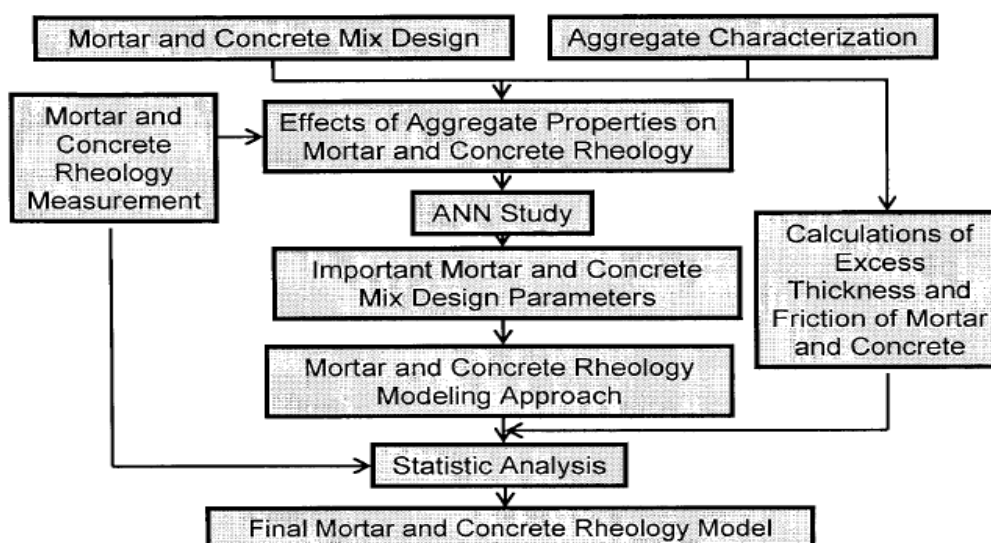 Mortar and Concrete Mix Design
Aggregate Characterization
Mortar and
Concrete
Rheology
Measurement
Effects of Aggregate Properties on
Mortar and Concrete Rheology
ANN Study
Important Mortar and Concrete
Mix Design Parameters
Calculations of
Excess
Thickness and
Friction of Mortar
and Concrete
Mortar and Concrete Rheology
Modeling Approach
Statistic Analysis
Final Mortar and Concrete Rheology Model